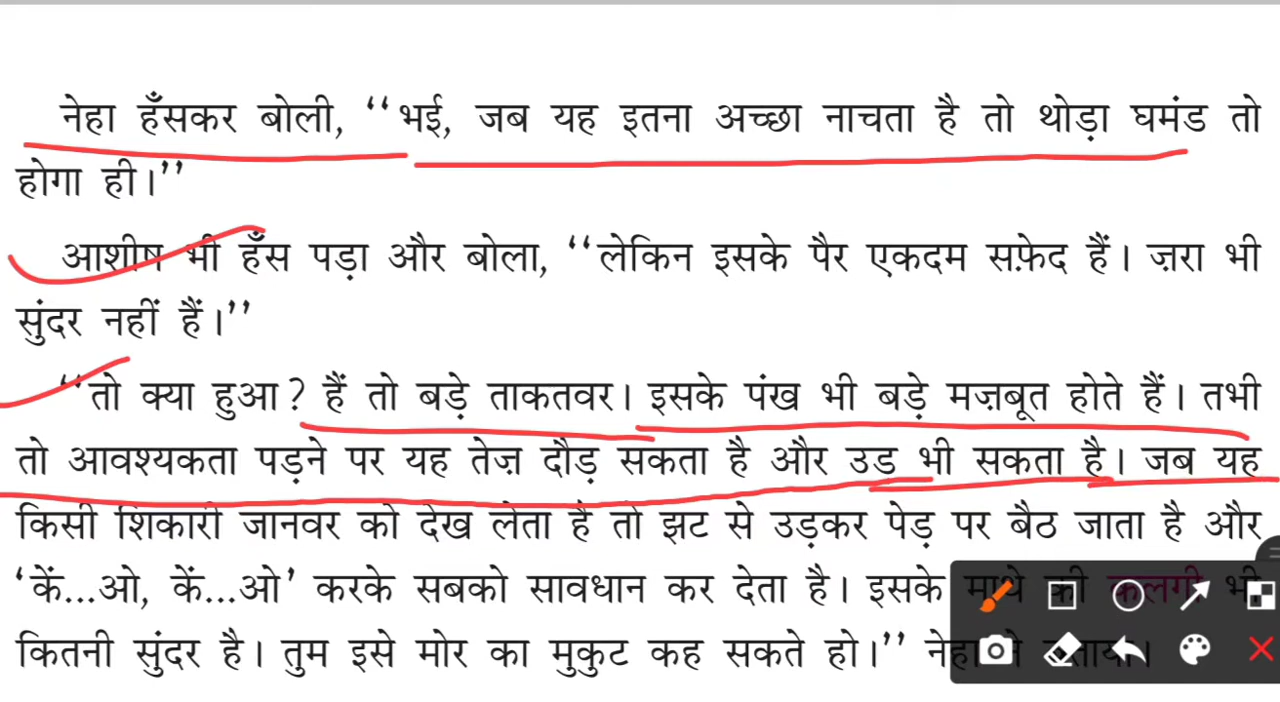 नेहा हँसकर बोली, ‘‘भई, जब यह इतना अच्छा नाचता है तो थोड़ा घमंड तो
होगा ही।’’
आशीष भी हँस पड़ा और बोला, ‘‘लेकिन इसके पैर एकदम सफ़ेद हैं। ज़रा भी
सुंदर नहीं हैं।’’
‘‘तो क्या हुआ? हैं तो बड़े ताकतवर। इसके पंख भी बड़े मज़बूत होते हैं। तभी
तो आवश्यकता पड़ने पर यह तेज़ दौड़ सकता है और उड़ भी सकता है। जब यह
किसी शिकारी जानवर को देख लेता है तो झट से उड़कर पेड़ पर बैठ जाता है और
‘कें...ओ, कें...ओ’ करके सबको सावधान कर देता है। इसके माथे की कलगी भी
कितनी सुंदर है। तुम इसे मोर का मुकुट कह सकते हो।’’ नेहा ने बताया।